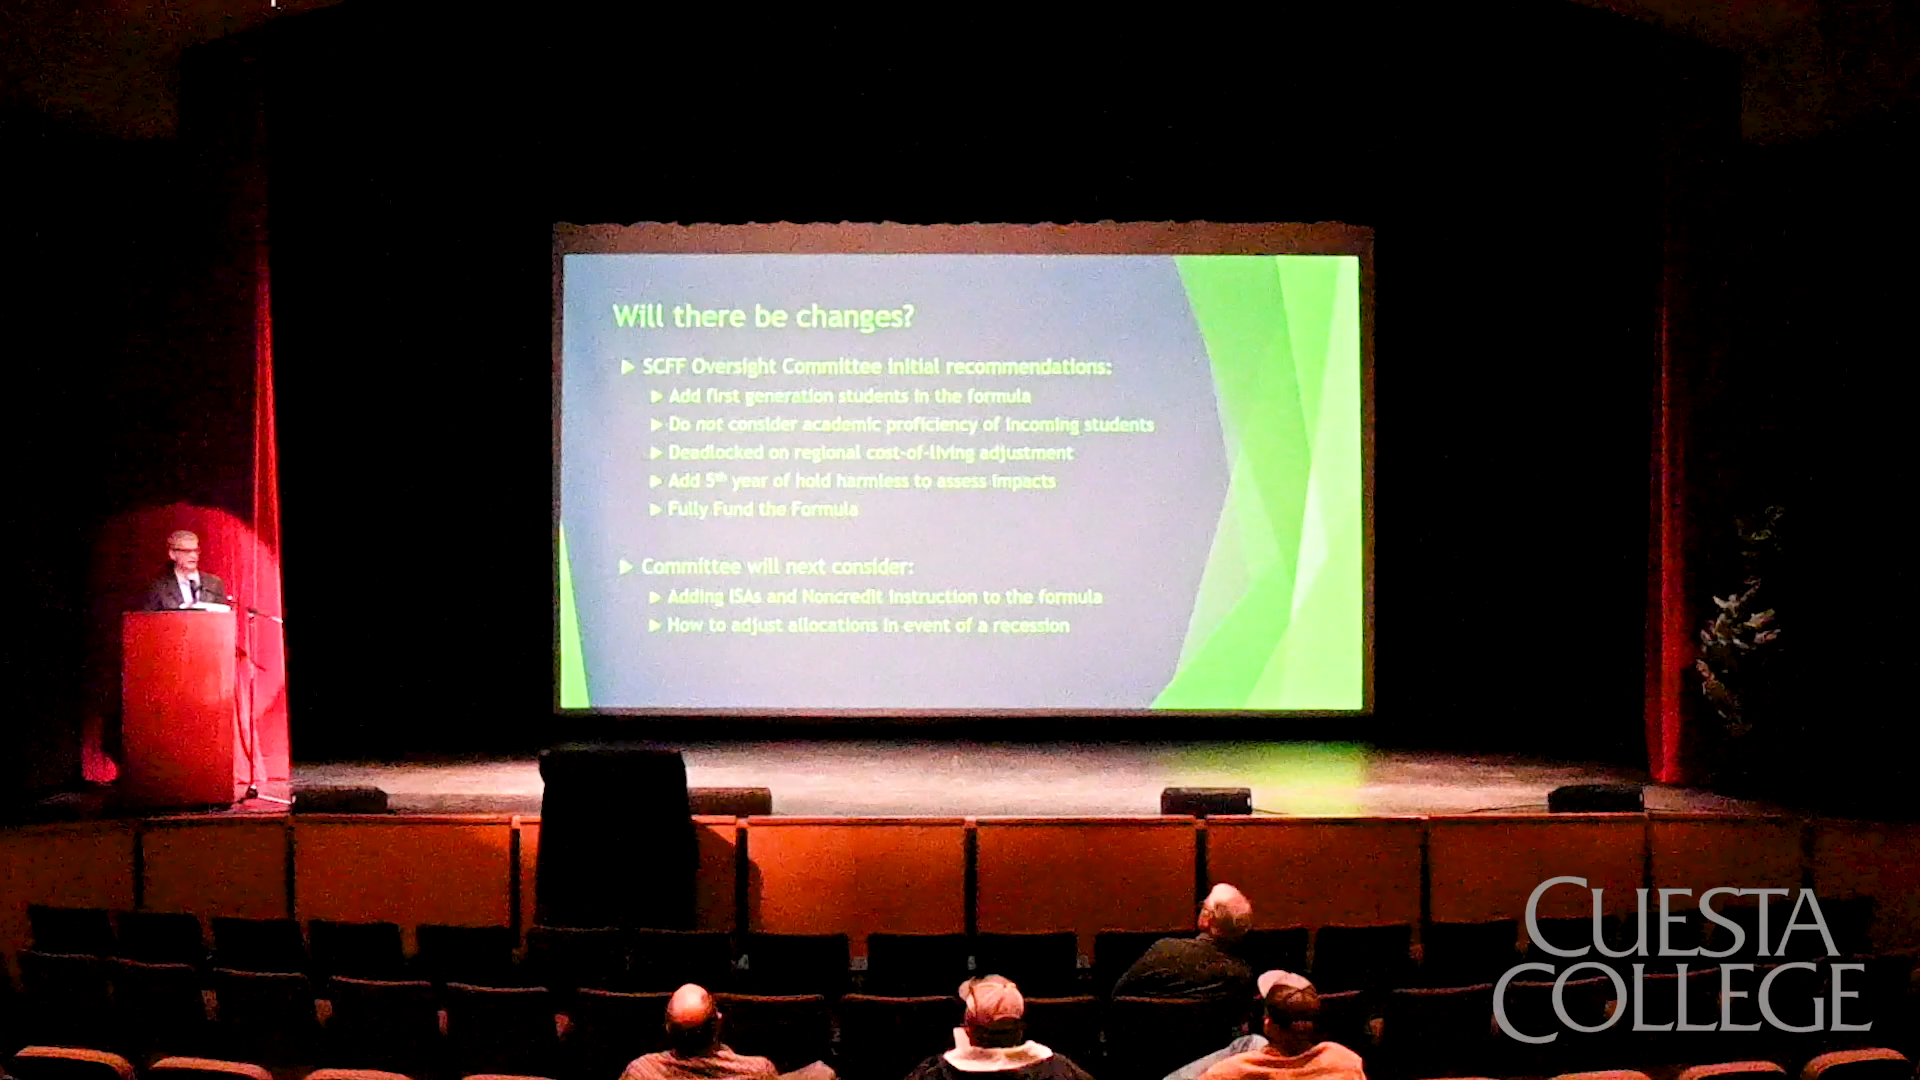 Will there be changes?
SCFF Oversight Committee initial recommendations:
Add first generation students in the formula
Do not consider academic proficiency of incoming students
Deadlocked on regional cost-of-living adjustment
Add 5th year of hold harmless to assess impacts
Fully Fund the Formula
Committee will next consider:
Adding ISAs and Noncredit instruction to the formula
How to adjust allocations in event of a recession
CUESTA
COLLEGE